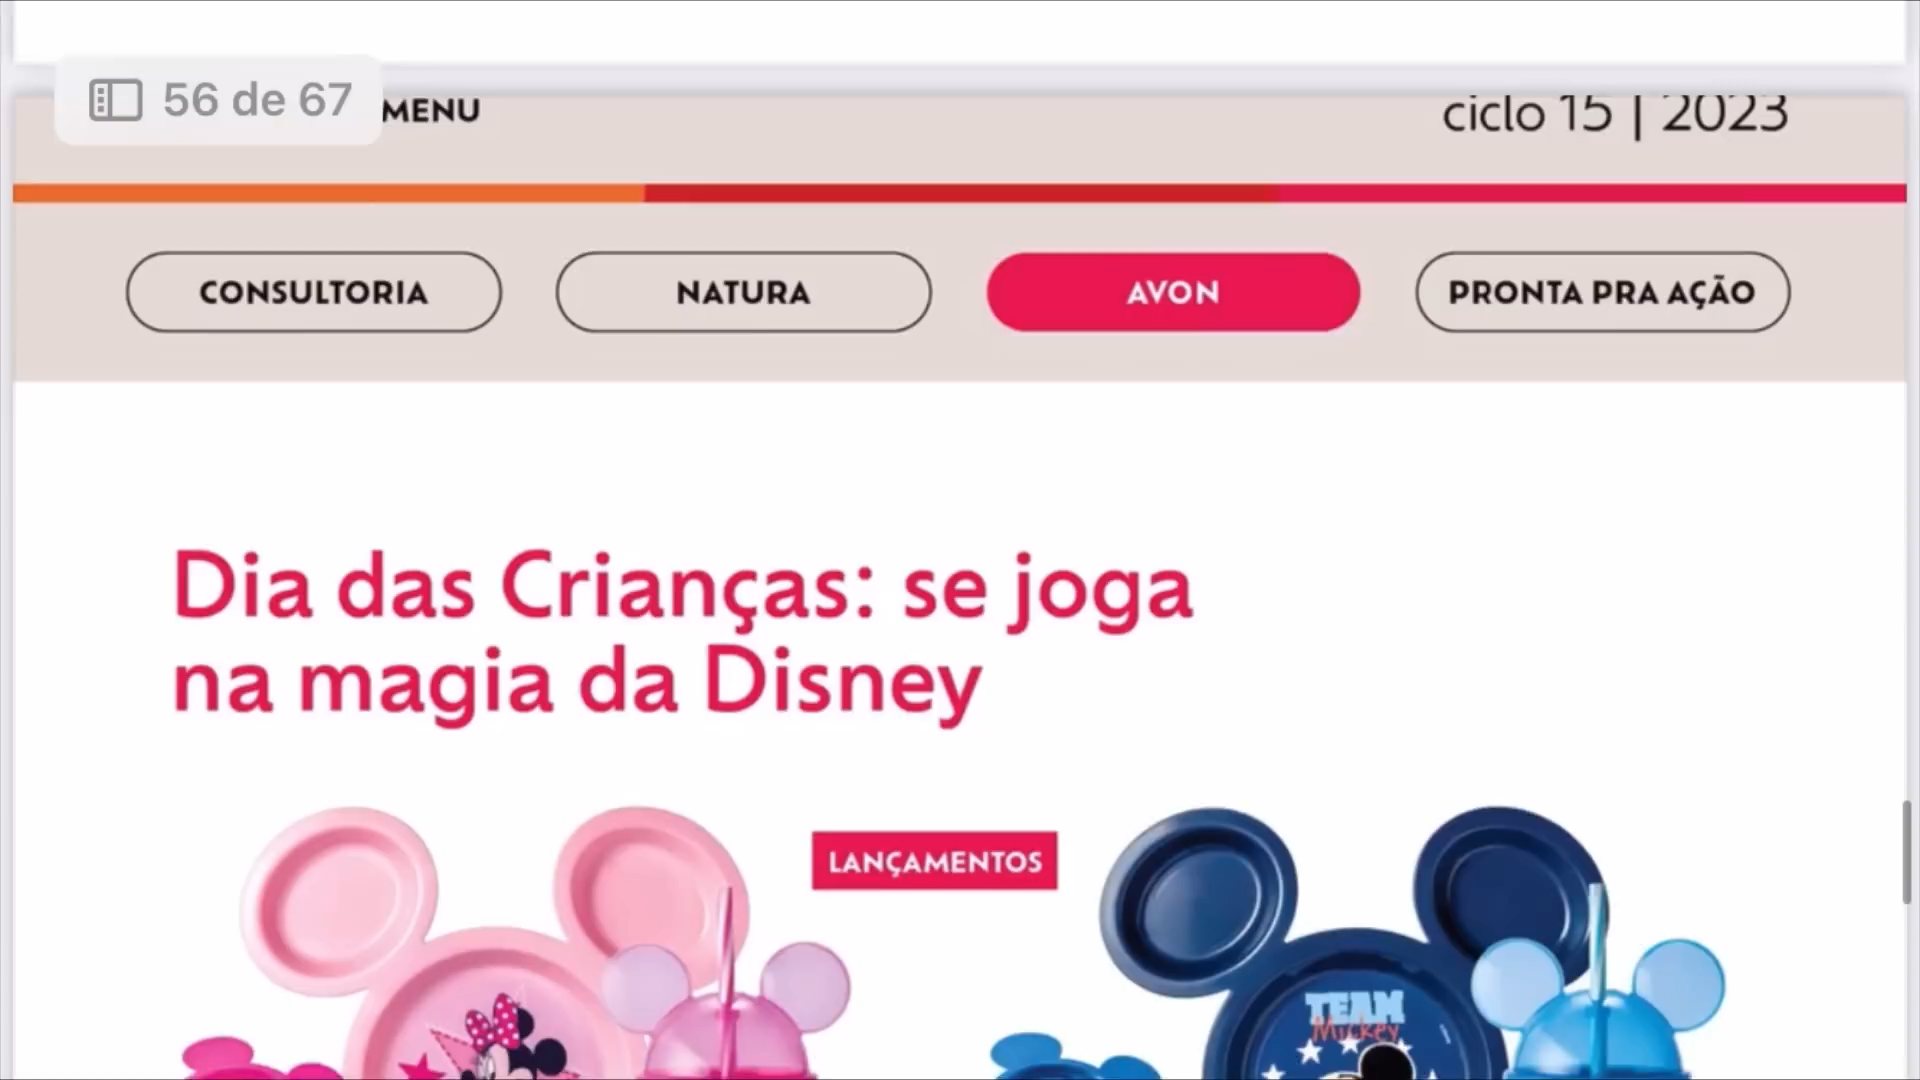 56 de 67
MENU
ciclo 15 | 2023
CONSULTORIA
NATURA
AVON
PRONTA PRA AÇÃO
Dia das Crianças: se joga
na magia da Disney
LANÇAMENTOS
TEAM
Mickey